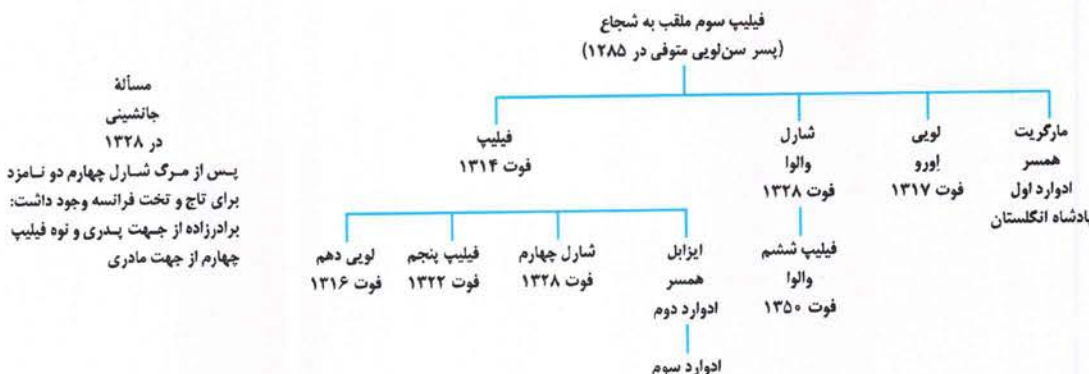 فیلیپ سوم ملقب به شجاع
(پسر سن‌لویی متوفی در ۱۲۸۵)
مسألۀ
جانشینی
در ۱۳۲۸
پس از مرگ شارل چهارم دو نامزد
برای تاج و تخت فرانسه وجود داشت:
برادرزاده از جهت پدری و نوه فیلیپ
چهارم از جهت مادری
مارگریت
همسر
ادوارد اول
پادشاه انگلستان
لویی
اِورو
فوت ۱۳۱۷
شارل
والوا
فوت ۱۳۲۸
فیلیپ
فوت ۱۳۱۴
فیلیپ ششم
والوا
فوت ۱۳۵۰
ایزابل
همسر
ادوارد دوم
شارل چهارم
فوت ۱۳۲۸
فیلیپ پنجم
فوت ۱۳۲۲
لویی دهم
فوت ۱۳۱۶
ادوارد سوم